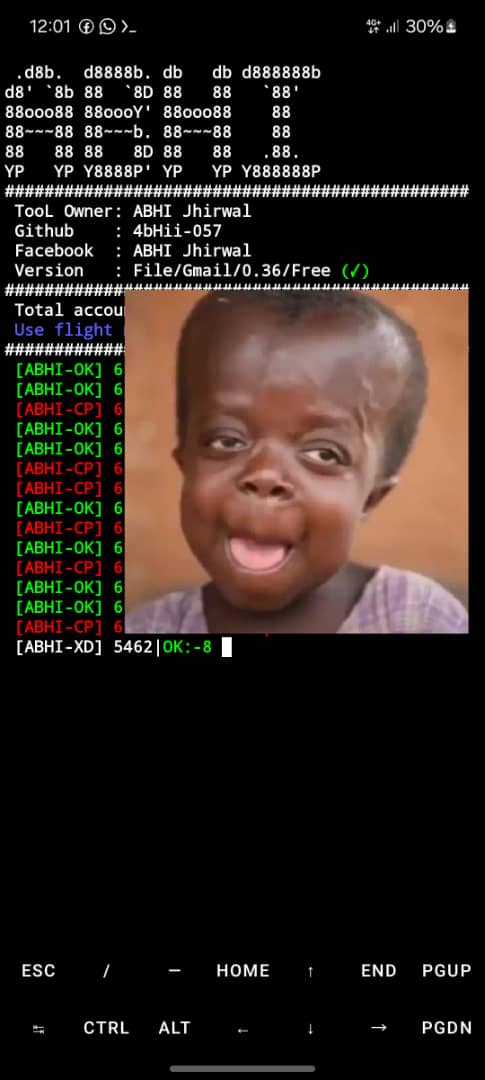 12:01 >_ 4G+ 30%
 .d8b.  d8888b. db   db d888888b
d8' `8b 88  `8D 88   88   `88'
88ooo88 88oooY' 88ooo88    88
88~~~88 88~~~b. 88~~~88    88
88   88 88   8D 88   88   .88.
YP   YP Y8888P' YP   YP Y888888P
###############################################
TooL Owner: ABHI Jhirwal
Github    : 4bHii-057
Facebook  : ABHI Jhirwal
Version   : File/Gmail/0.36/Free (✓)
###############################################
Total accou
Use flight
############
[ABHI-OK] 6
[ABHI-OK] 6
[ABHI-CP] 6
[ABHI-OK] 6
[ABHI-OK] 6
[ABHI-CP] 6
[ABHI-CP] 6
[ABHI-OK] 6
[ABHI-CP] 6
[ABHI-OK] 6
[ABHI-CP] 6
[ABHI-OK] 6
[ABHI-OK] 6
[ABHI-CP] 6
[ABHI-XD] 5462|OK:-8
ESC / — HOME ↑ END PGUP
↹ CTRL ALT ← ↓ → PGDN